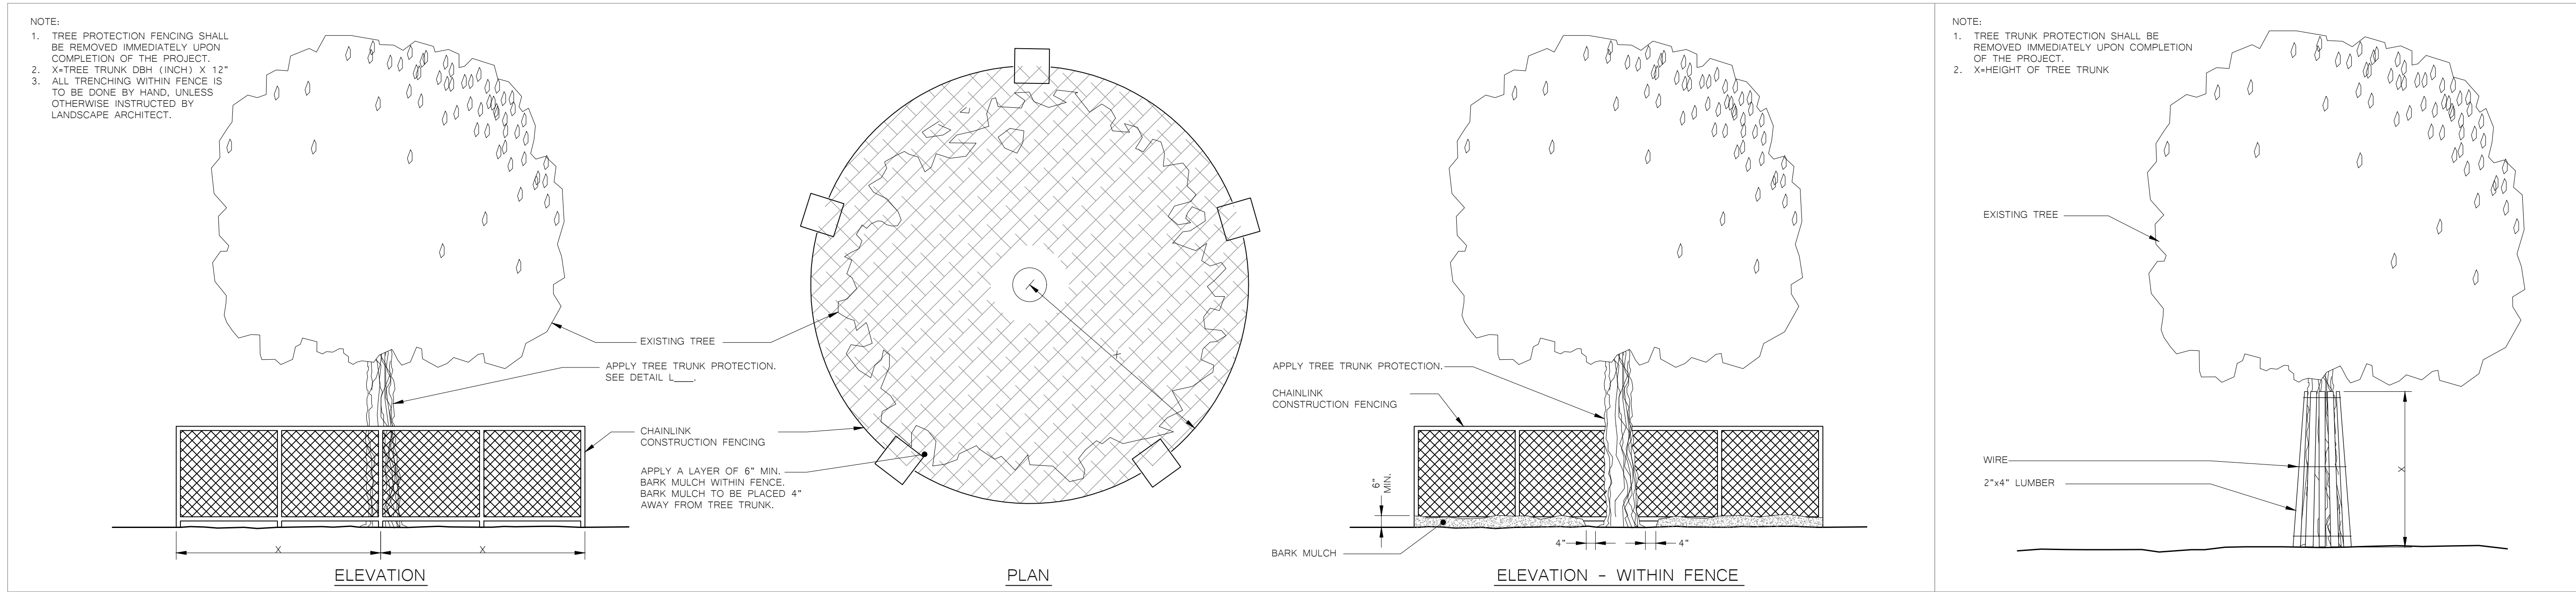 NOTE:
1. TREE PROTECTION FENCING SHALL
BE REMOVED IMMEDIATELY UPON
COMPLETION OF THE PROJECT.
2. X=TREE TRUNK DBH (INCH) X 12"
3. ALL TRENCHING WITHIN FENCE IS
TO BE DONE BY HAND, UNLESS
OTHERWISE INSTRUCTED BY
LANDSCAPE ARCHITECT.
EXISTING TREE
APPLY TREE TRUNK PROTECTION.
SEE DETAIL L___.
CHAINLINK
CONSTRUCTION FENCING
APPLY A LAYER OF 6" MIN.
BARK MULCH WITHIN FENCE.
BARK MULCH TO BE PLACED 4"
AWAY FROM TREE TRUNK.
X
X
ELEVATION
X
PLAN
APPLY TREE TRUNK PROTECTION.
CHAINLINK
CONSTRUCTION FENCING
6"
MIN.
BARK MULCH
4"
4"
ELEVATION - WITHIN FENCE
NOTE:
1. TREE TRUNK PROTECTION SHALL BE
REMOVED IMMEDIATELY UPON COMPLETION
OF THE PROJECT.
2. X=HEIGHT OF TREE TRUNK
EXISTING TREE
WIRE
2"x4" LUMBER
X